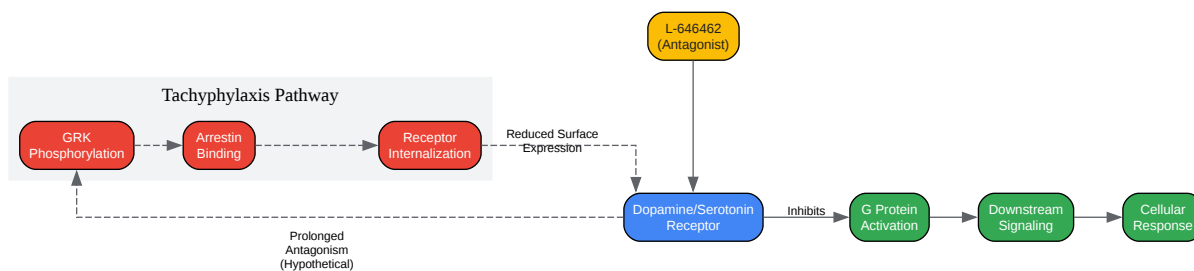 L-646462
(Antagonist)
Tachyphylaxis Pathway
GRK
Phosphorylation
Arrestin
Binding
Receptor
Internalization
Reduced Surface
Expression
Dopamine/Serotonin
Receptor
Inhibits
G Protein
Activation
Downstream
Signaling
Cellular
Response
Prolonged
Antagonism
(Hypothetical)